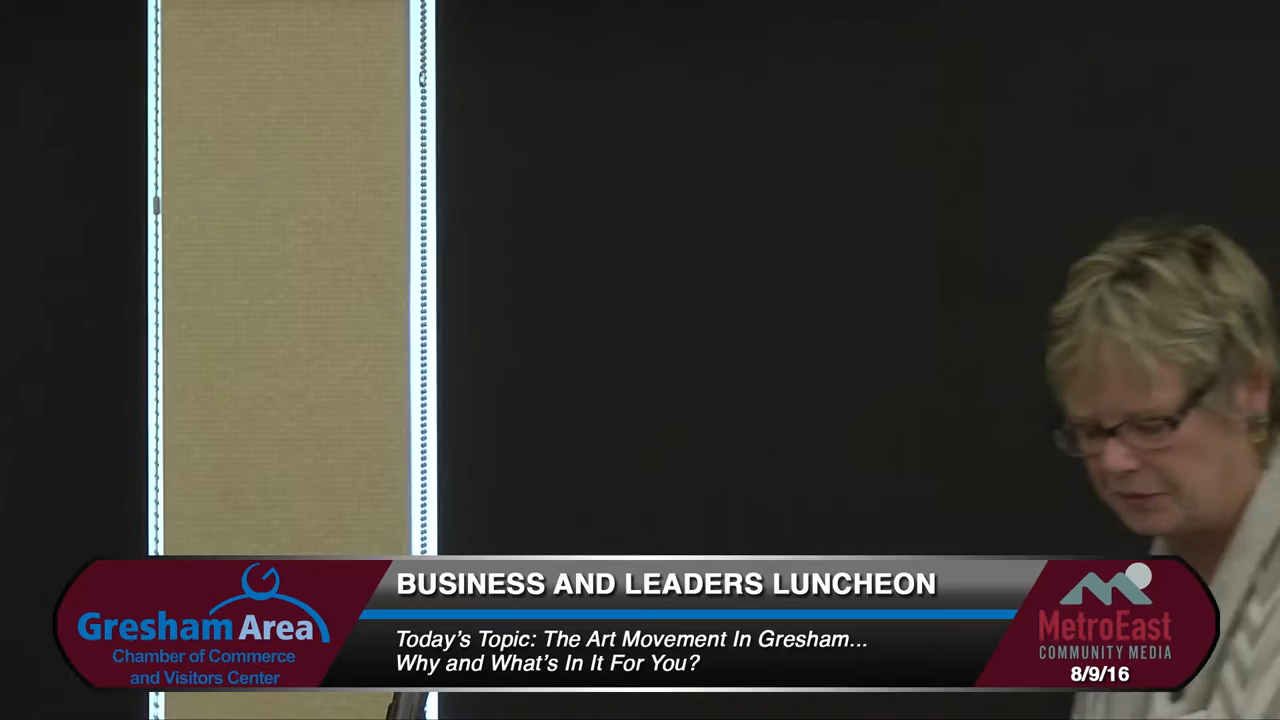 BUSINESS AND LEADERS LUNCHEON
Gresham Area
Chamber of Commerce
and Visitors Center
Today's Topic: The Art Movement In Gresham...
Why and What's In It For You?
MetroEast
COMMUNITY MEDIA
8/9/16